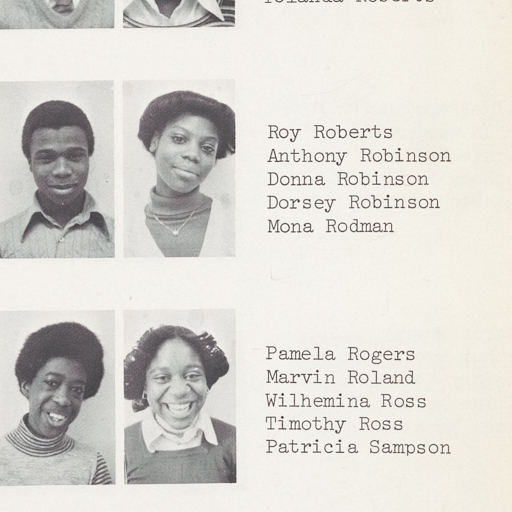 Yolanda Roberts
Roy Roberts
Anthony Robinson
Donna Robinson
Dorsey Robinson
Mona Rodman
Pamela Rogers
Marvin Roland
Wilhemina Ross
Timothy Ross
Patricia Sampson